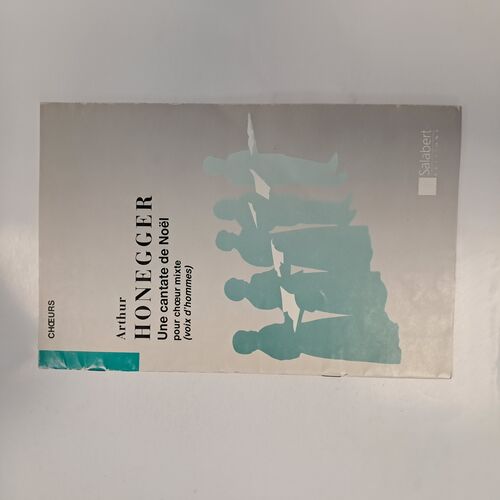 CHŒURS
Arthur
HONEGGER
Une cantate de Noël
pour chœur mixte
(voix d'hommes)
Salabert